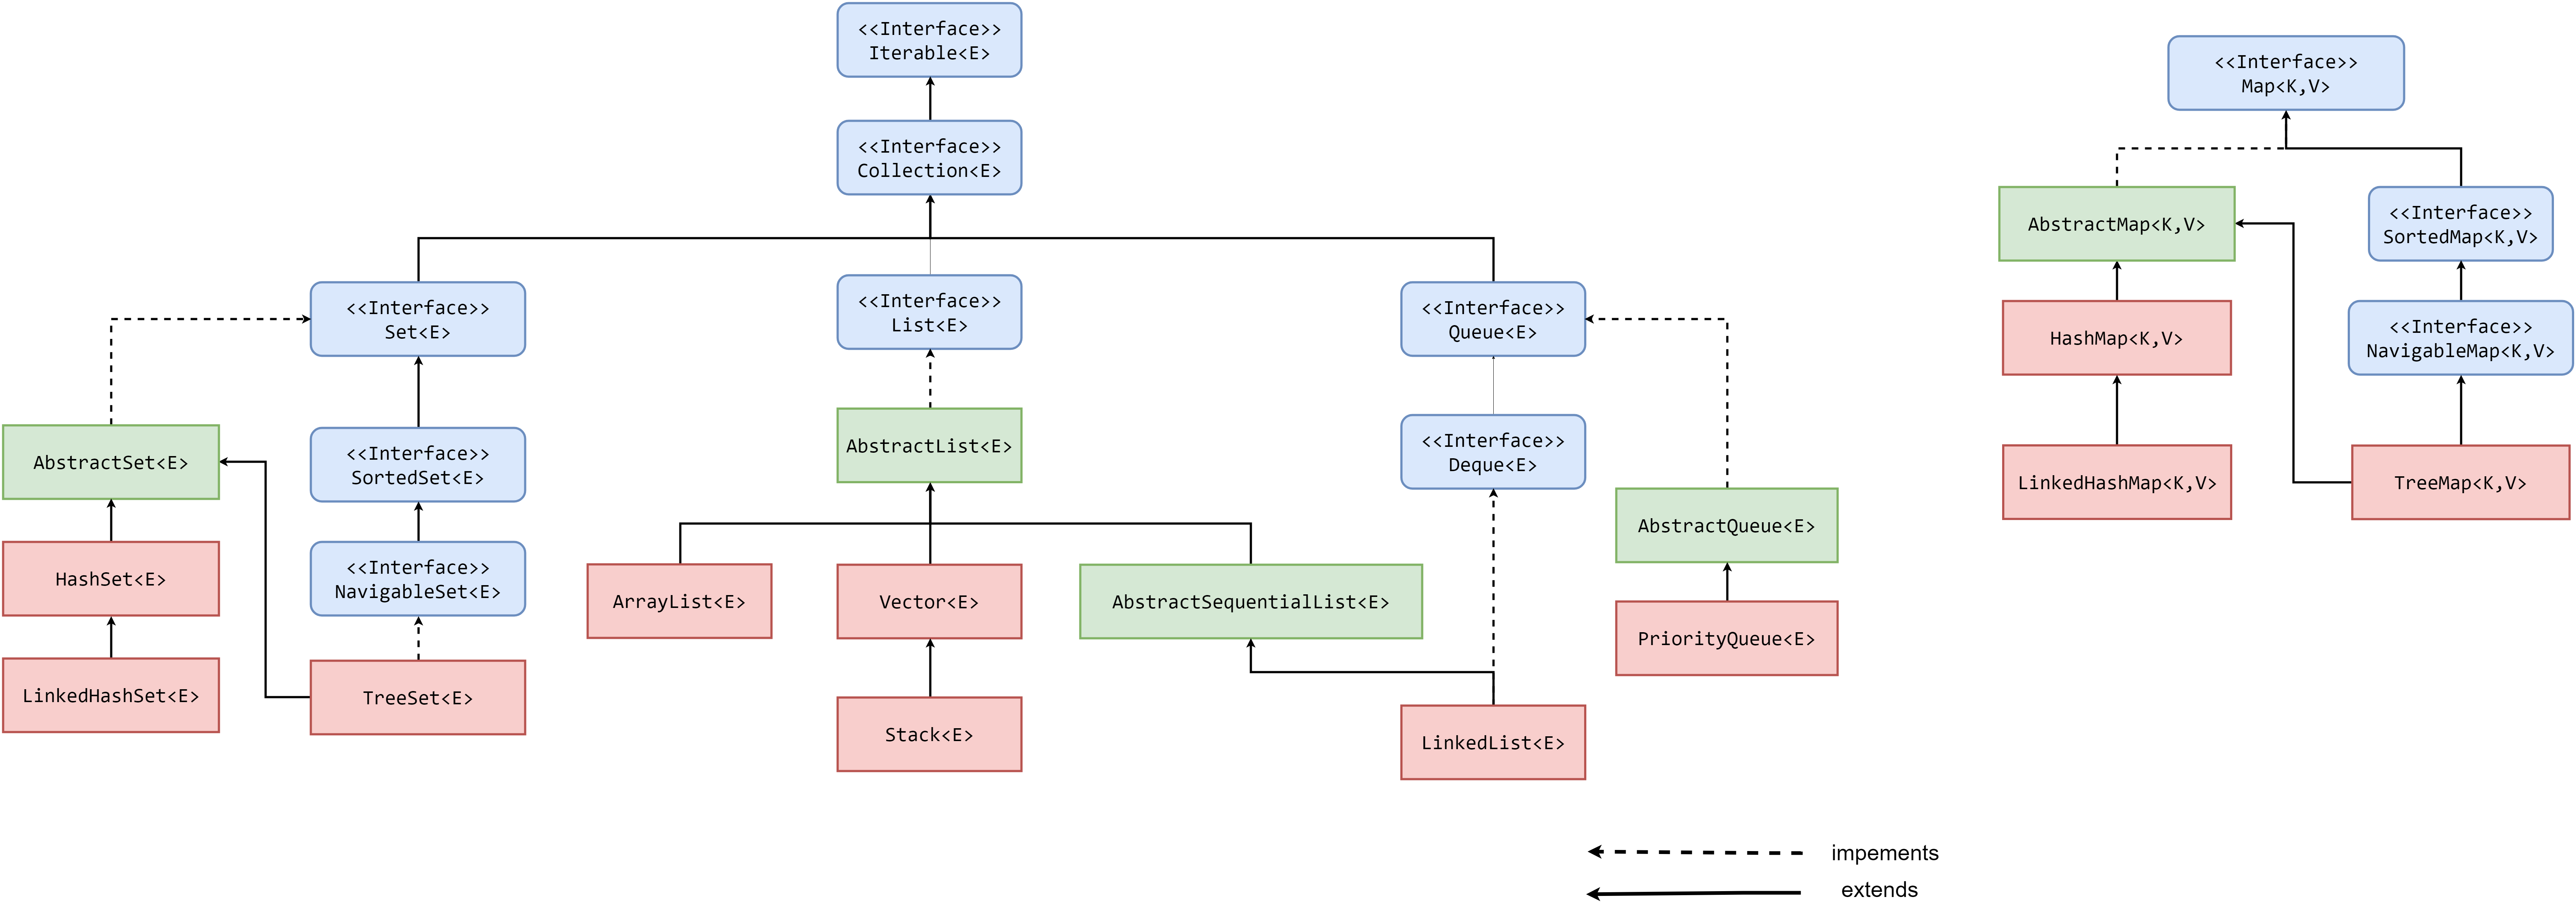 <<Interface>>
Iterable<E>
<<Interface>>
Collection<E>
<<Interface>>
Set<E>
<<Interface>>
List<E>
<<Interface>>
Queue<E>
AbstractSet<E>
<<Interface>>
SortedSet<E>
AbstractList<E>
<<Interface>>
Deque<E>
AbstractQueue<E>
HashSet<E>
<<Interface>>
NavigableSet<E>
ArrayList<E>
Vector<E>
AbstractSequentialList<E>
PriorityQueue<E>
LinkedHashSet<E>
TreeSet<E>
Stack<E>
LinkedList<E>
<<Interface>>
Map<K,V>
AbstractMap<K,V>
<<Interface>>
SortedMap<K,V>
HashMap<K,V>
<<Interface>>
NavigableMap<K,V>
LinkedHashMap<K,V>
TreeMap<K,V>
impements
extends